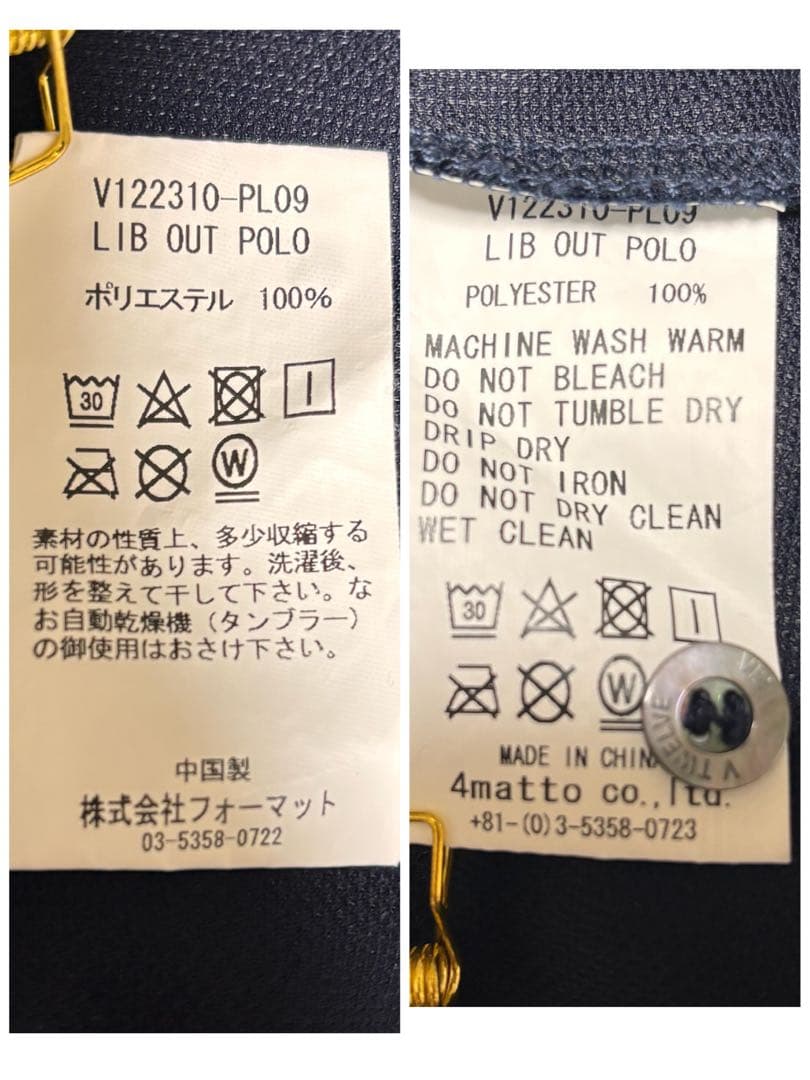 V122310-PL09
LIB OUT POLO
ポリエステル 100%
30
W
素材の性質上、多少収縮する
可能性があります。洗濯後、
形を整えて干して下さい。な
お自動乾燥機（タンブラー）
の御使用はおさけ下さい。
中国製
株式会社フォーマット
03-5358-0722
V122310-PL09
LIB OUT POLO
POLYESTER 100%
MACHINE WASH WARM
DO NOT BLEACH
DO NOT TUMBLE DRY
DRIP DRY
DO NOT IRON
DO NOT DRY CLEAN
WET CLEAN
30
W
V TWELVE
MADE IN CHINA
4matto co.,ltd.
+81-(0)3-5358-0723